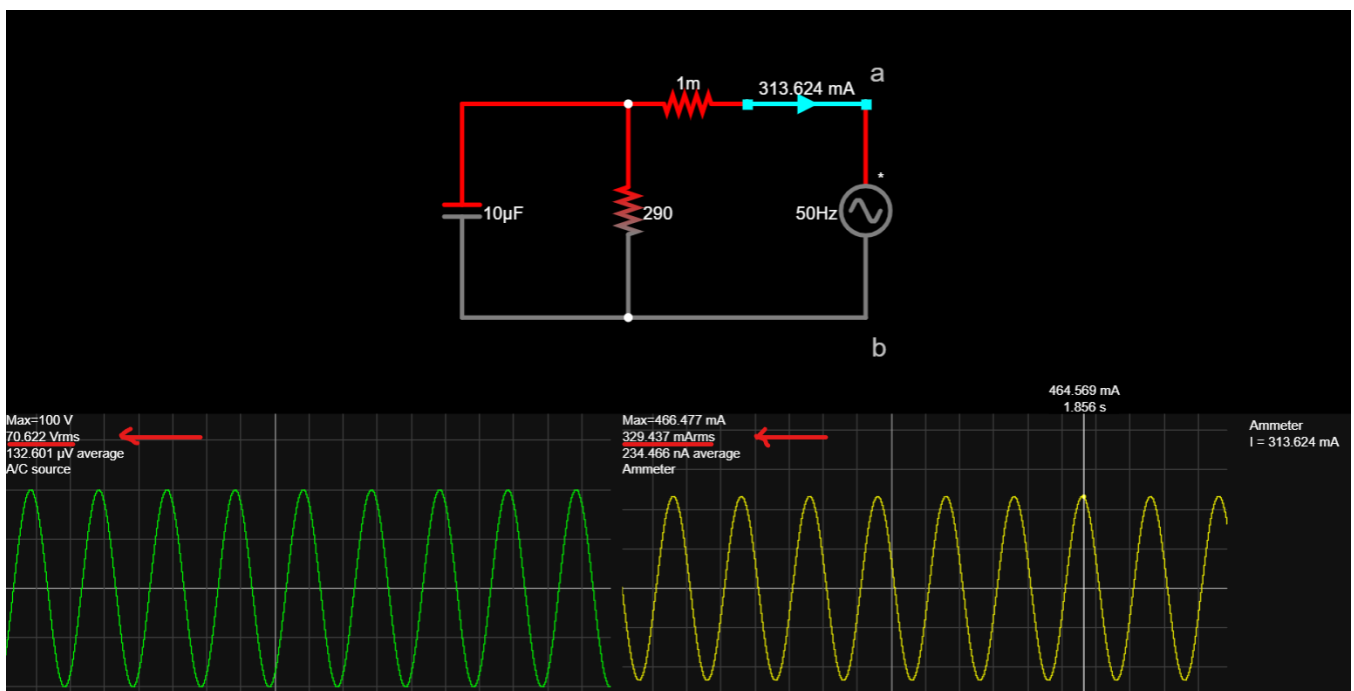 a
1m
313.624 mA
*
10µF
290
50Hz
b
464.569 mA
1.856 s
Max=100 V
70.622 Vrms
132.601 µV average
A/C source
Max=466.477 mA
329.437 mArms
234.466 nA average
Ammeter
Ammeter
I = 313.624 mA